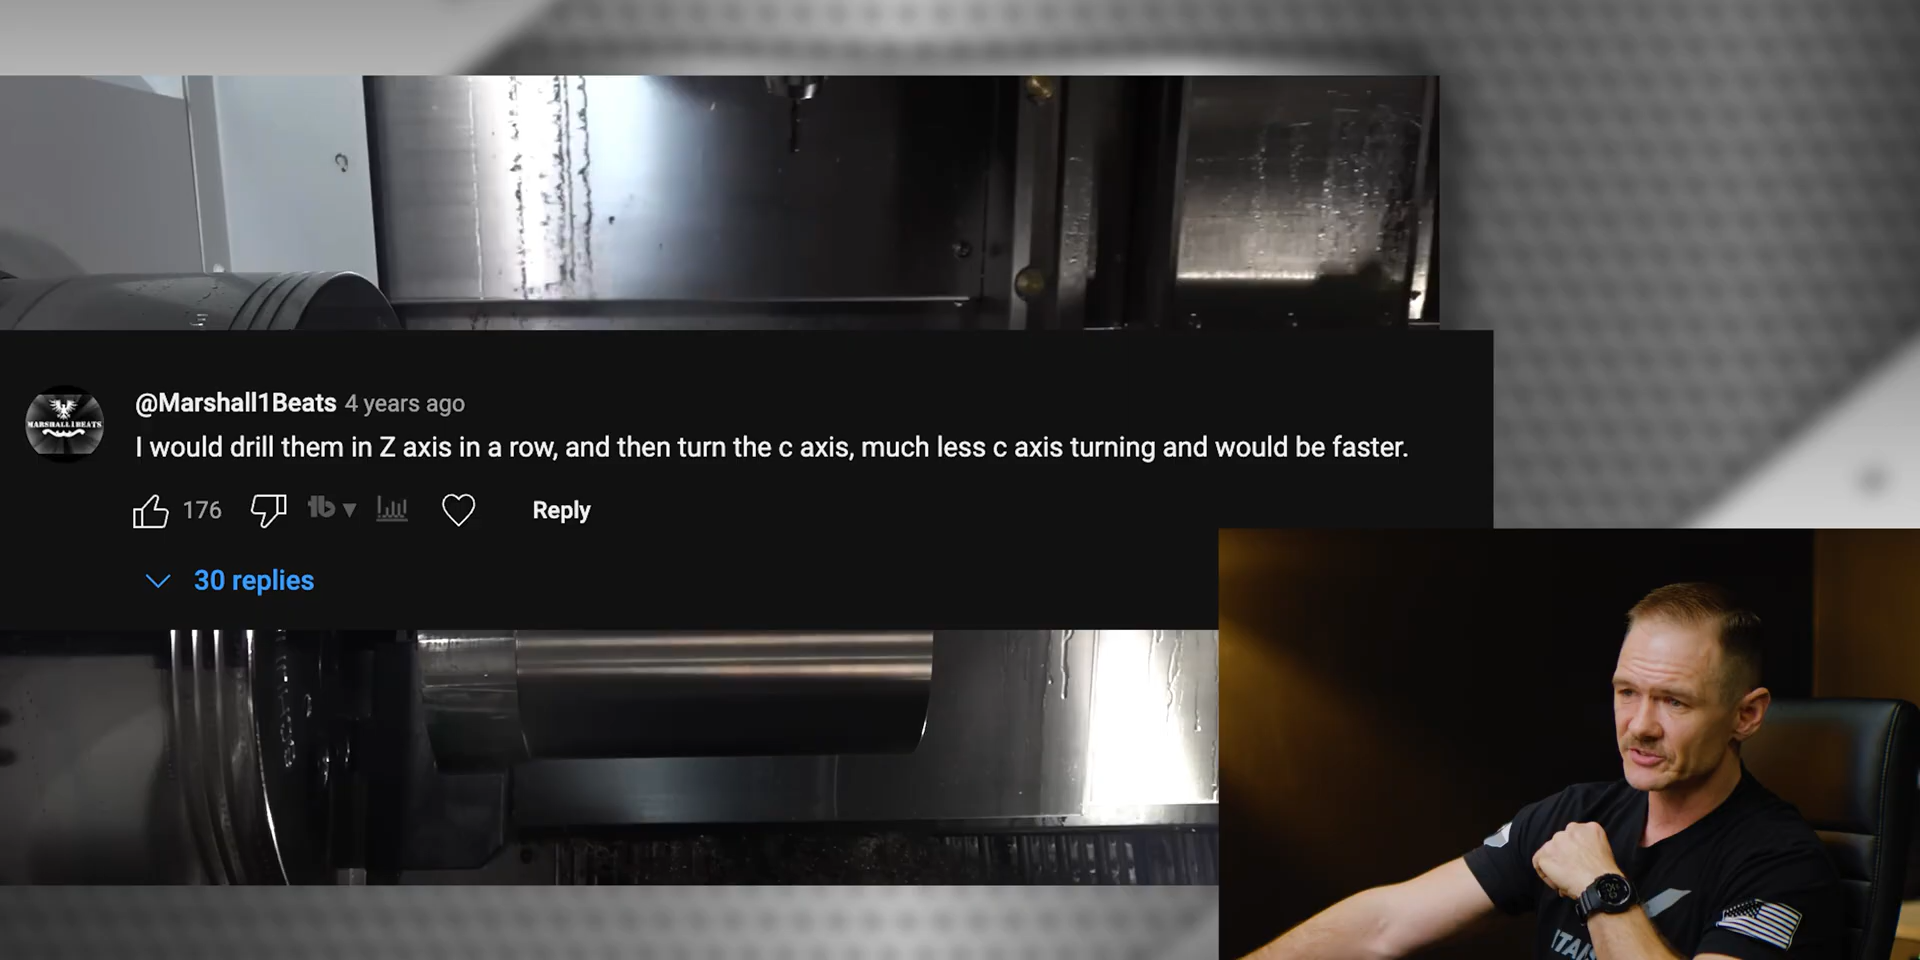 @Marshall1Beats 4 years ago
MARSHALL1BEATS
I would drill them in Z axis in a row, and then turn the c axis, much less c axis turning and would be faster.
176
Reply
30 replies